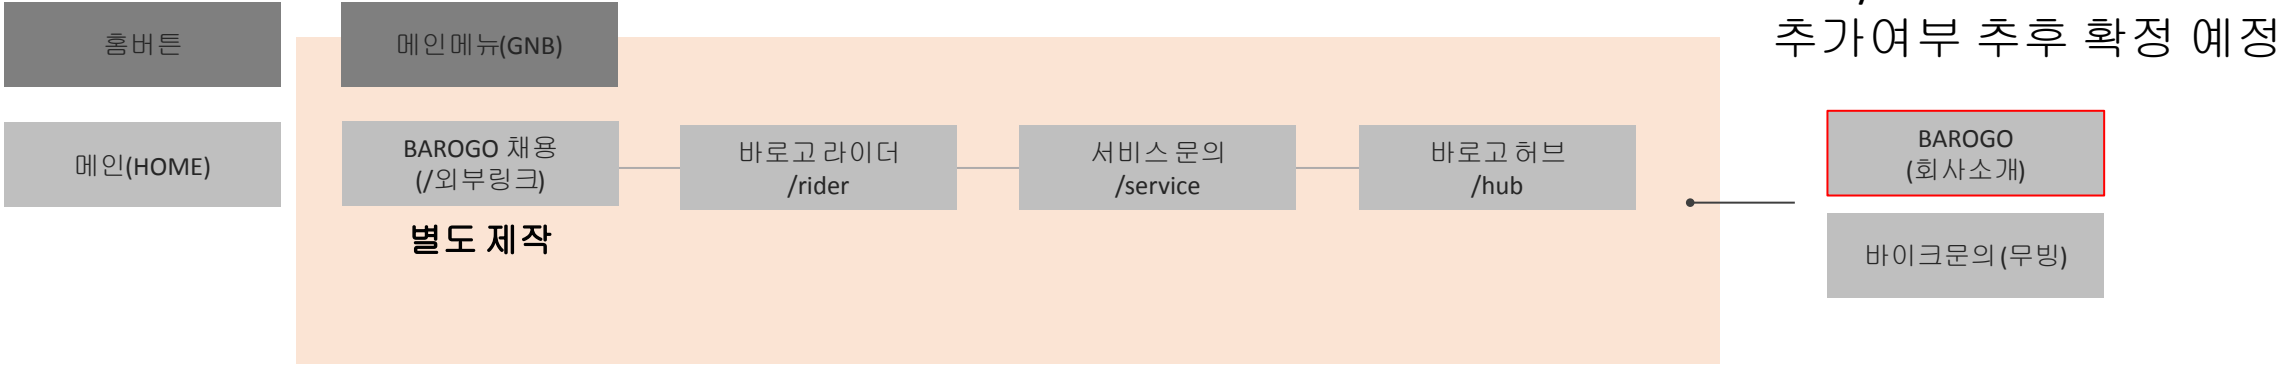 홈버튼
메인메뉴(GNB)
추가여부 추후 확정 예정
메인(HOME)
BAROGO 채용
(/외부링크)
바로고 라이더
/rider
서비스 문의
/service
바로고 허브
/hub
BAROGO
(회사소개)
별도 제작
바이크문의(무빙)